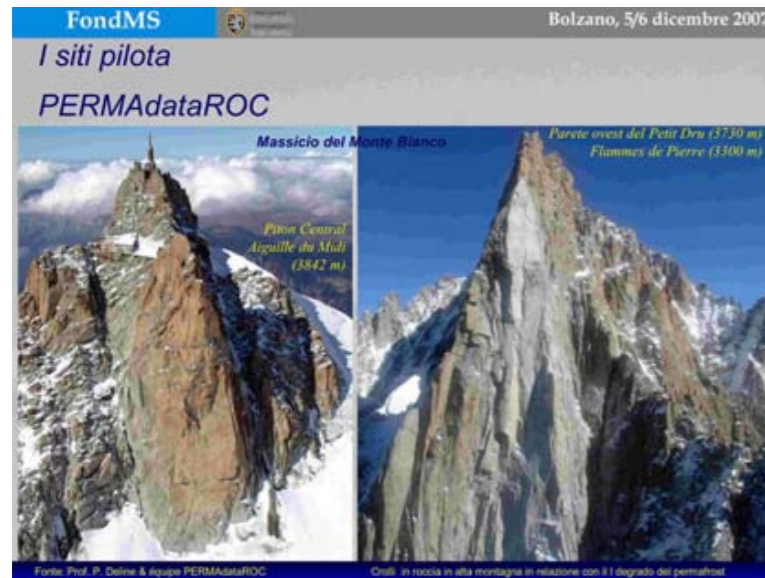 FondMS
Bolzano, 5/6 dicembre 2007
I siti pilota
PERMAdataROC
Massicio del Monte Bianco
Piton Central
Aiguille du Midi
(3842 m)
Parete ovest del Petit Dru (3730 m)
Flammes de Pierre (3300 m)
Fonte: Prof. P. Deline & équipe PERMAdataROC
Crolli in roccia in alta montagna in relazione con il degrado del permafrost